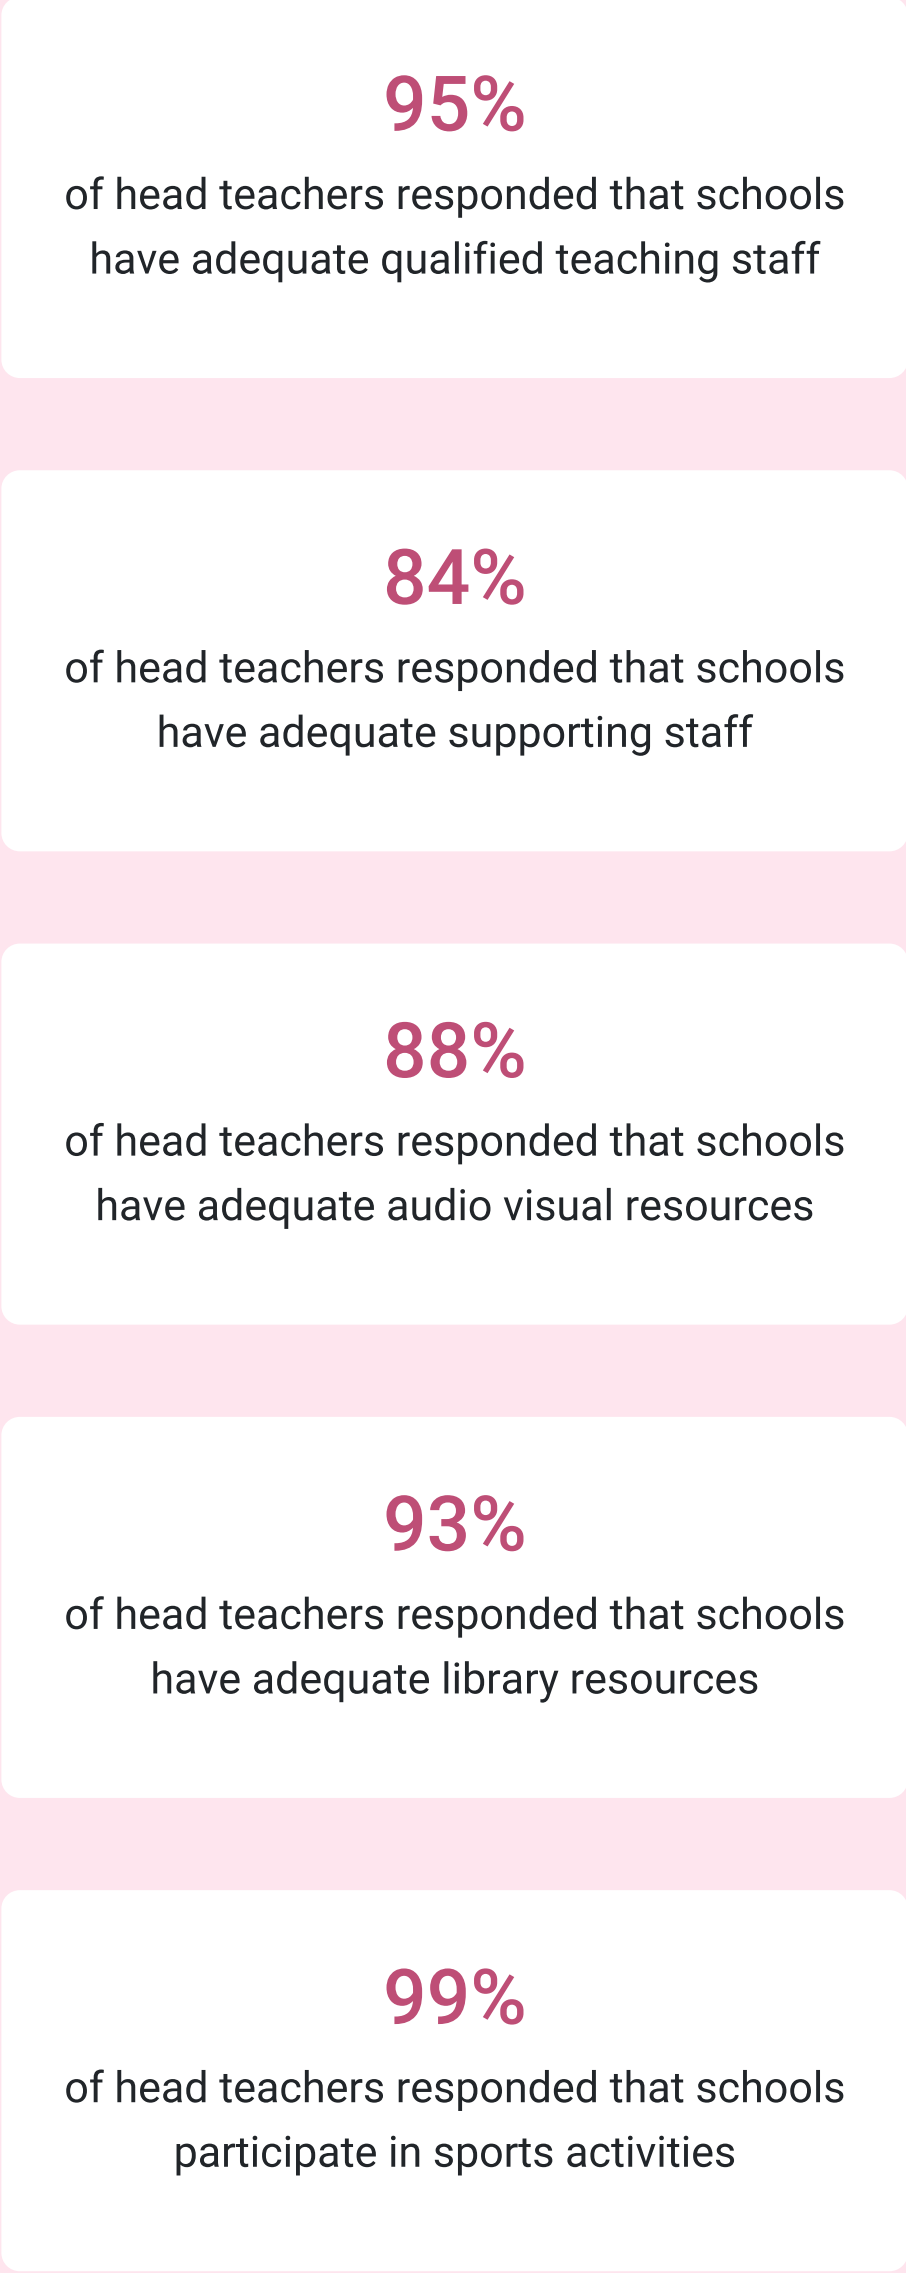 95%
of head teachers responded that schools
have adequate qualified teaching staff
84%
of head teachers responded that schools
have adequate supporting staff
88%
of head teachers responded that schools
have adequate audio visual resources
93%
of head teachers responded that schools
have adequate library resources
99%
of head teachers responded that schools
participate in sports activities